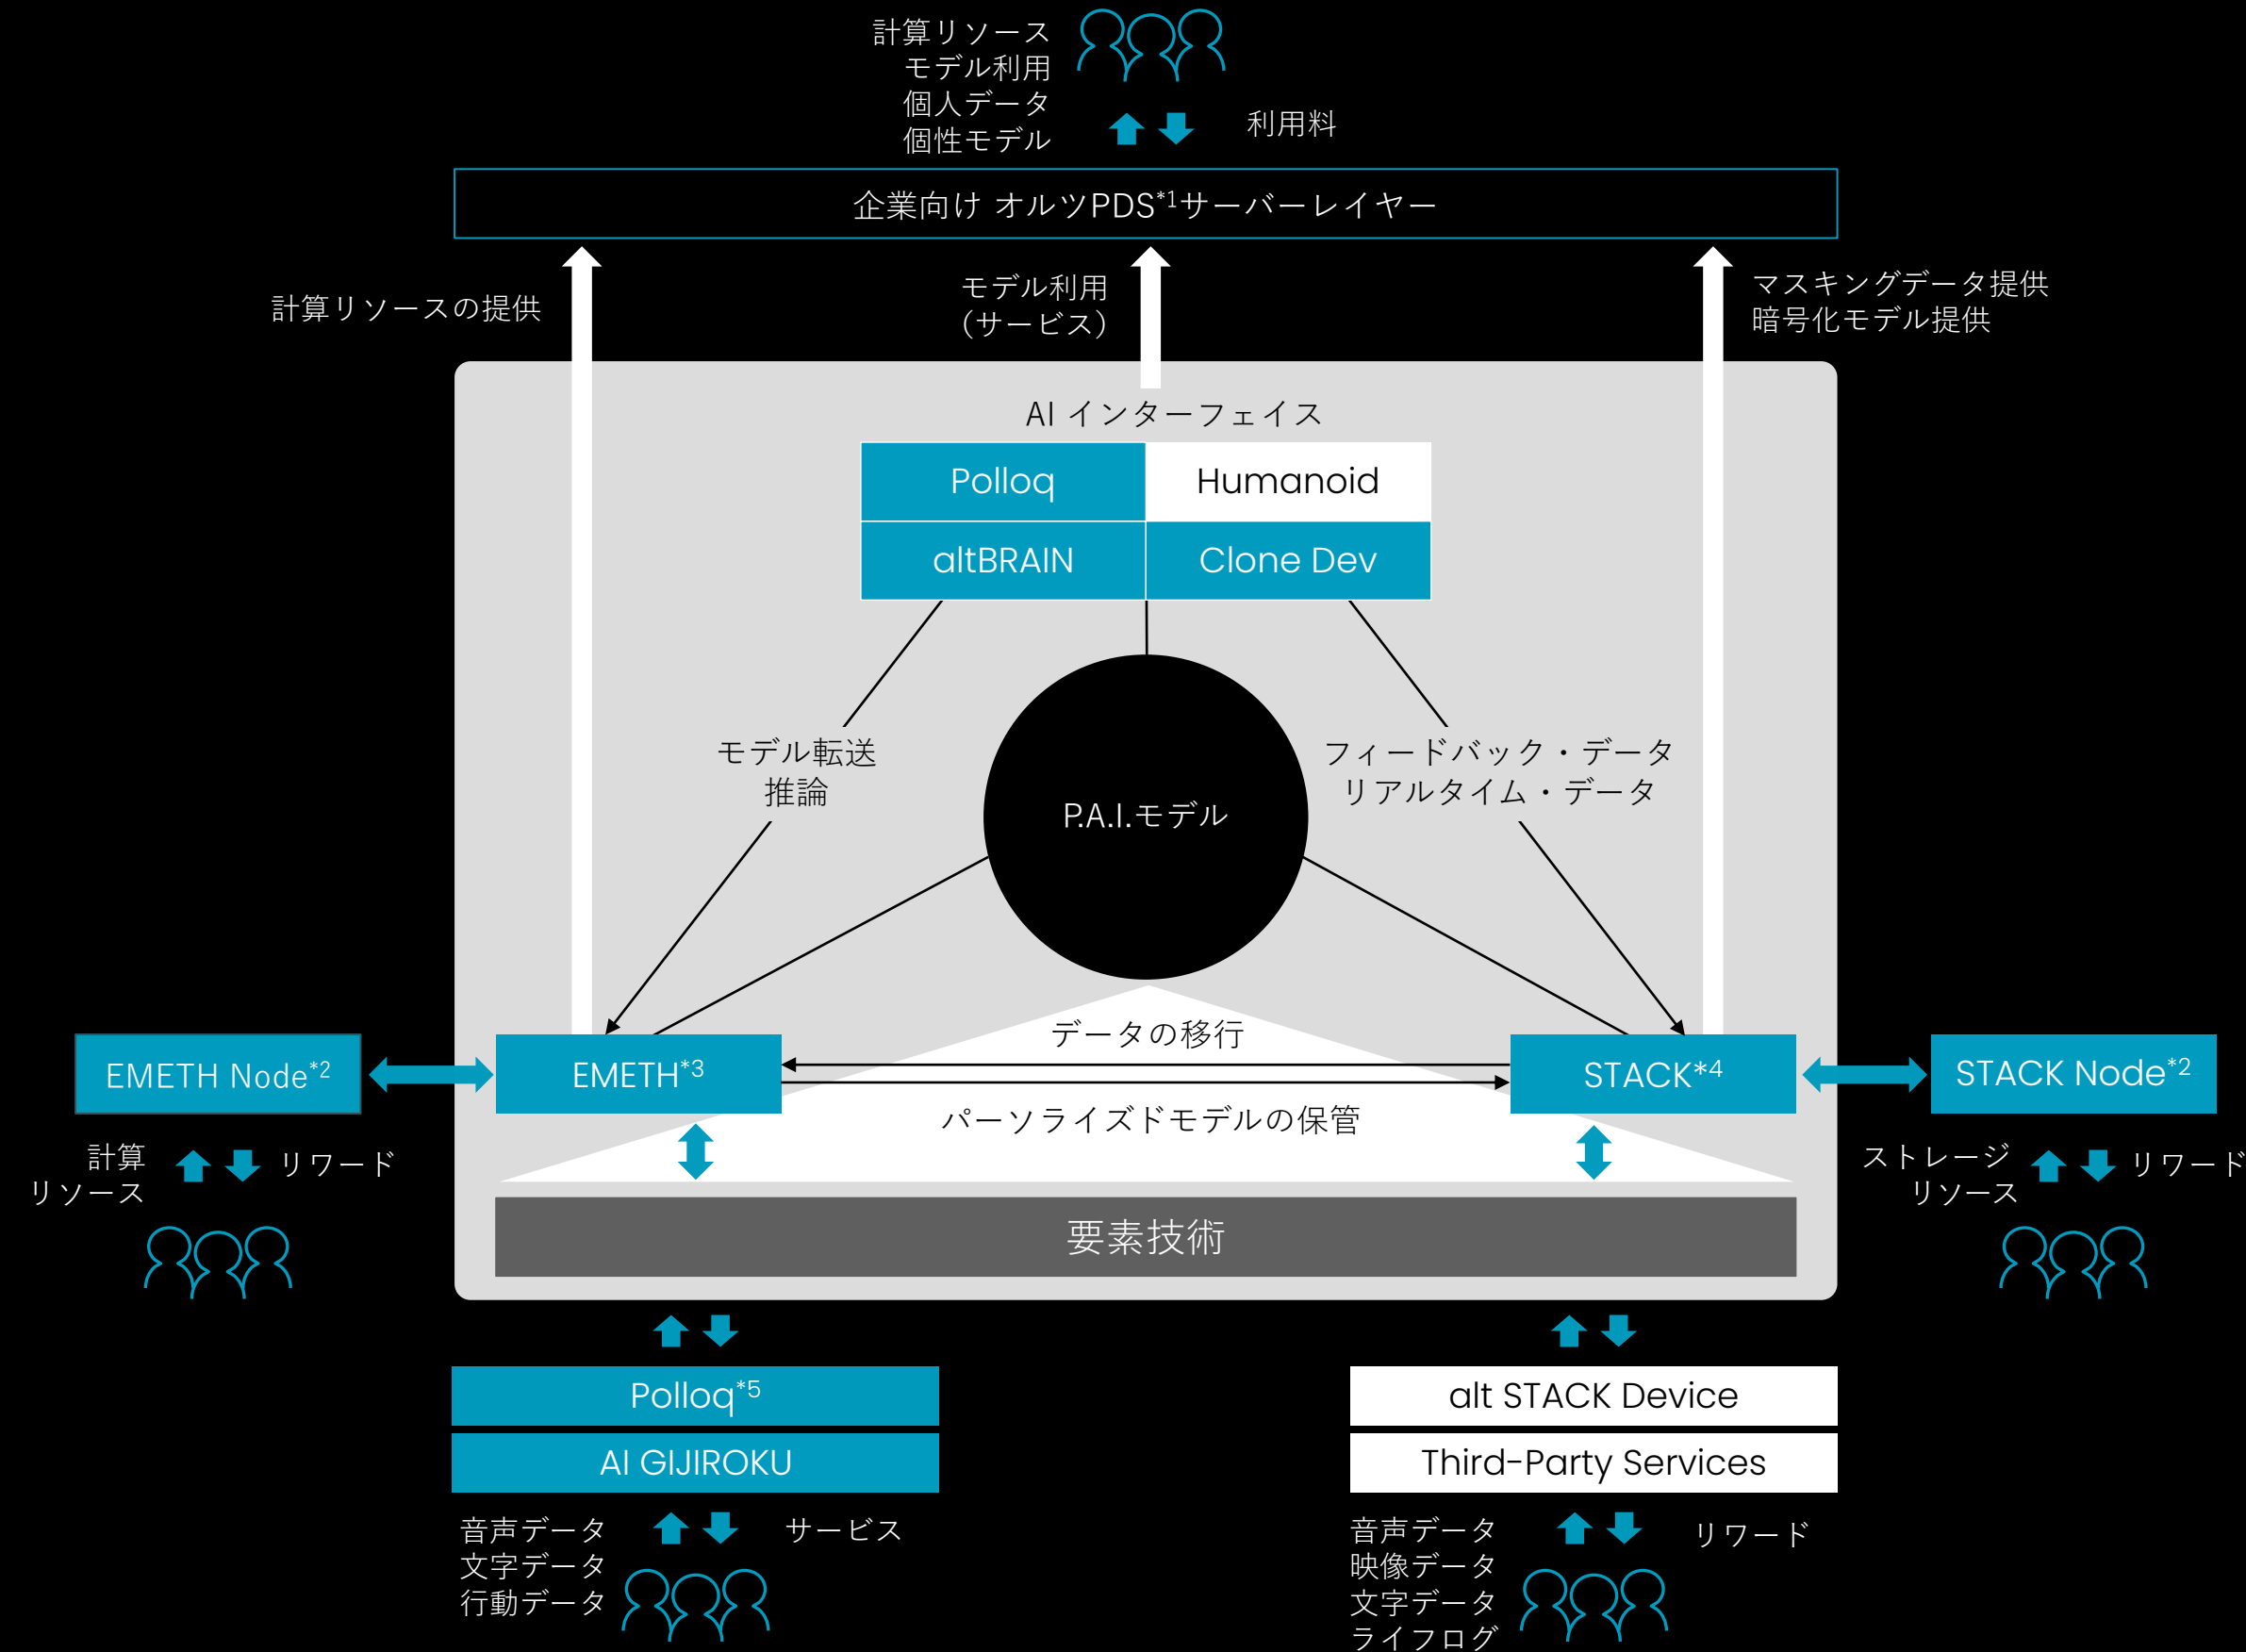 計算リソース
モデル利用
個人データ
個性モデル
利用料
企業向け オルツPDS*1サーバーレイヤー
計算リソースの提供
モデル利用
(サービス)
マスキングデータ提供
暗号化モデル提供
AI インターフェイス
Polloq
Humanoid
altBRAIN
Clone Dev
モデル転送
推論
P.A.I.モデル
フィードバック・データ
リアルタイム・データ
データの移行
EMETH Node*2
EMETH*3
STACK*4
STACK Node*2
パーソライズドモデルの保管
計算
リソース
リワード
ストレージ
リソース
リワード
要素技術
Polloq*5
AI GIJIROKU
alt STACK Device
Third-Party Services
音声データ
文字データ
行動データ
サービス
音声データ
映像データ
文字データ
ライフログ
リワード